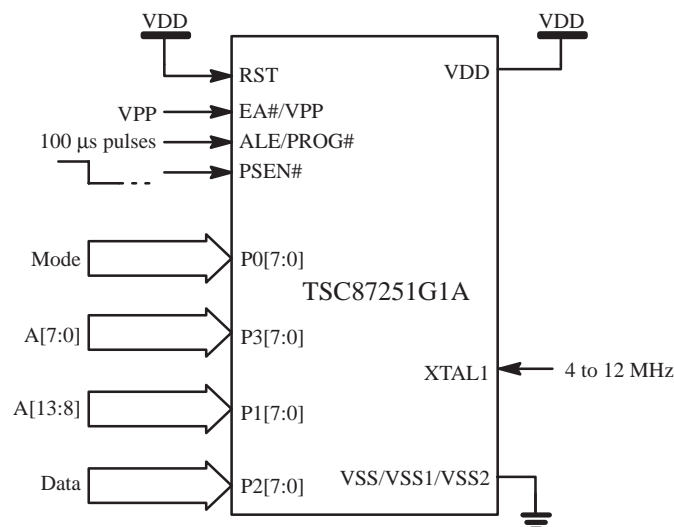 VDD
VDD
RST
VDD
VPP
EA#/VPP
100 µs pulses
ALE/PROG#
PSEN#
Mode
P0[7:0]
TSC87251G1A
A[7:0]
P3[7:0]
XTAL1
4 to 12 MHz
A[13:8]
P1[7:0]
VSS/VSS1/VSS2
Data
P2[7:0]